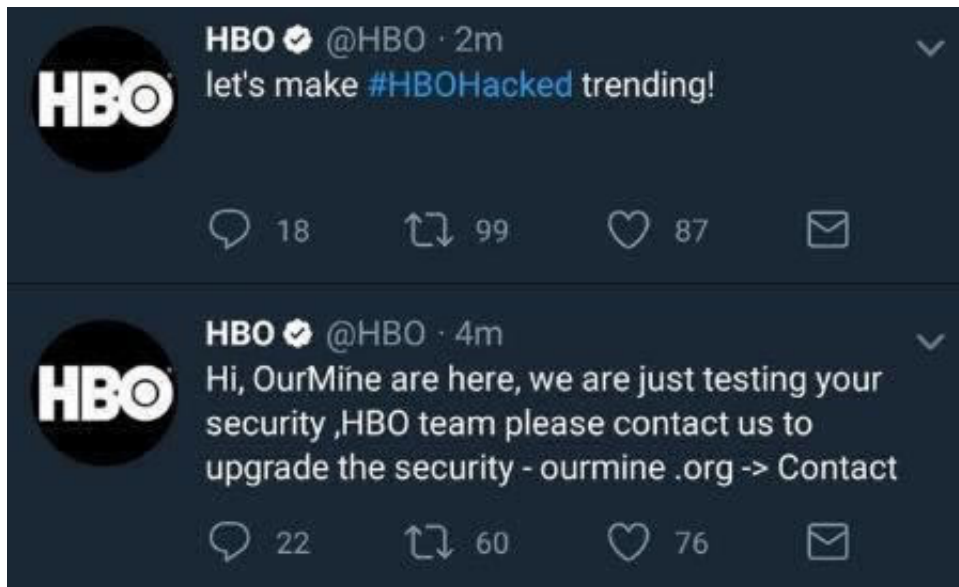 HBO
HBO @HBO · 2m
let's make #HBOHacked trending!
18 99 87
HBO
HBO @HBO · 4m
Hi, OurMine are here, we are just testing your
security ,HBO team please contact us to
upgrade the security - ourmine .org -> Contact
22 60 76